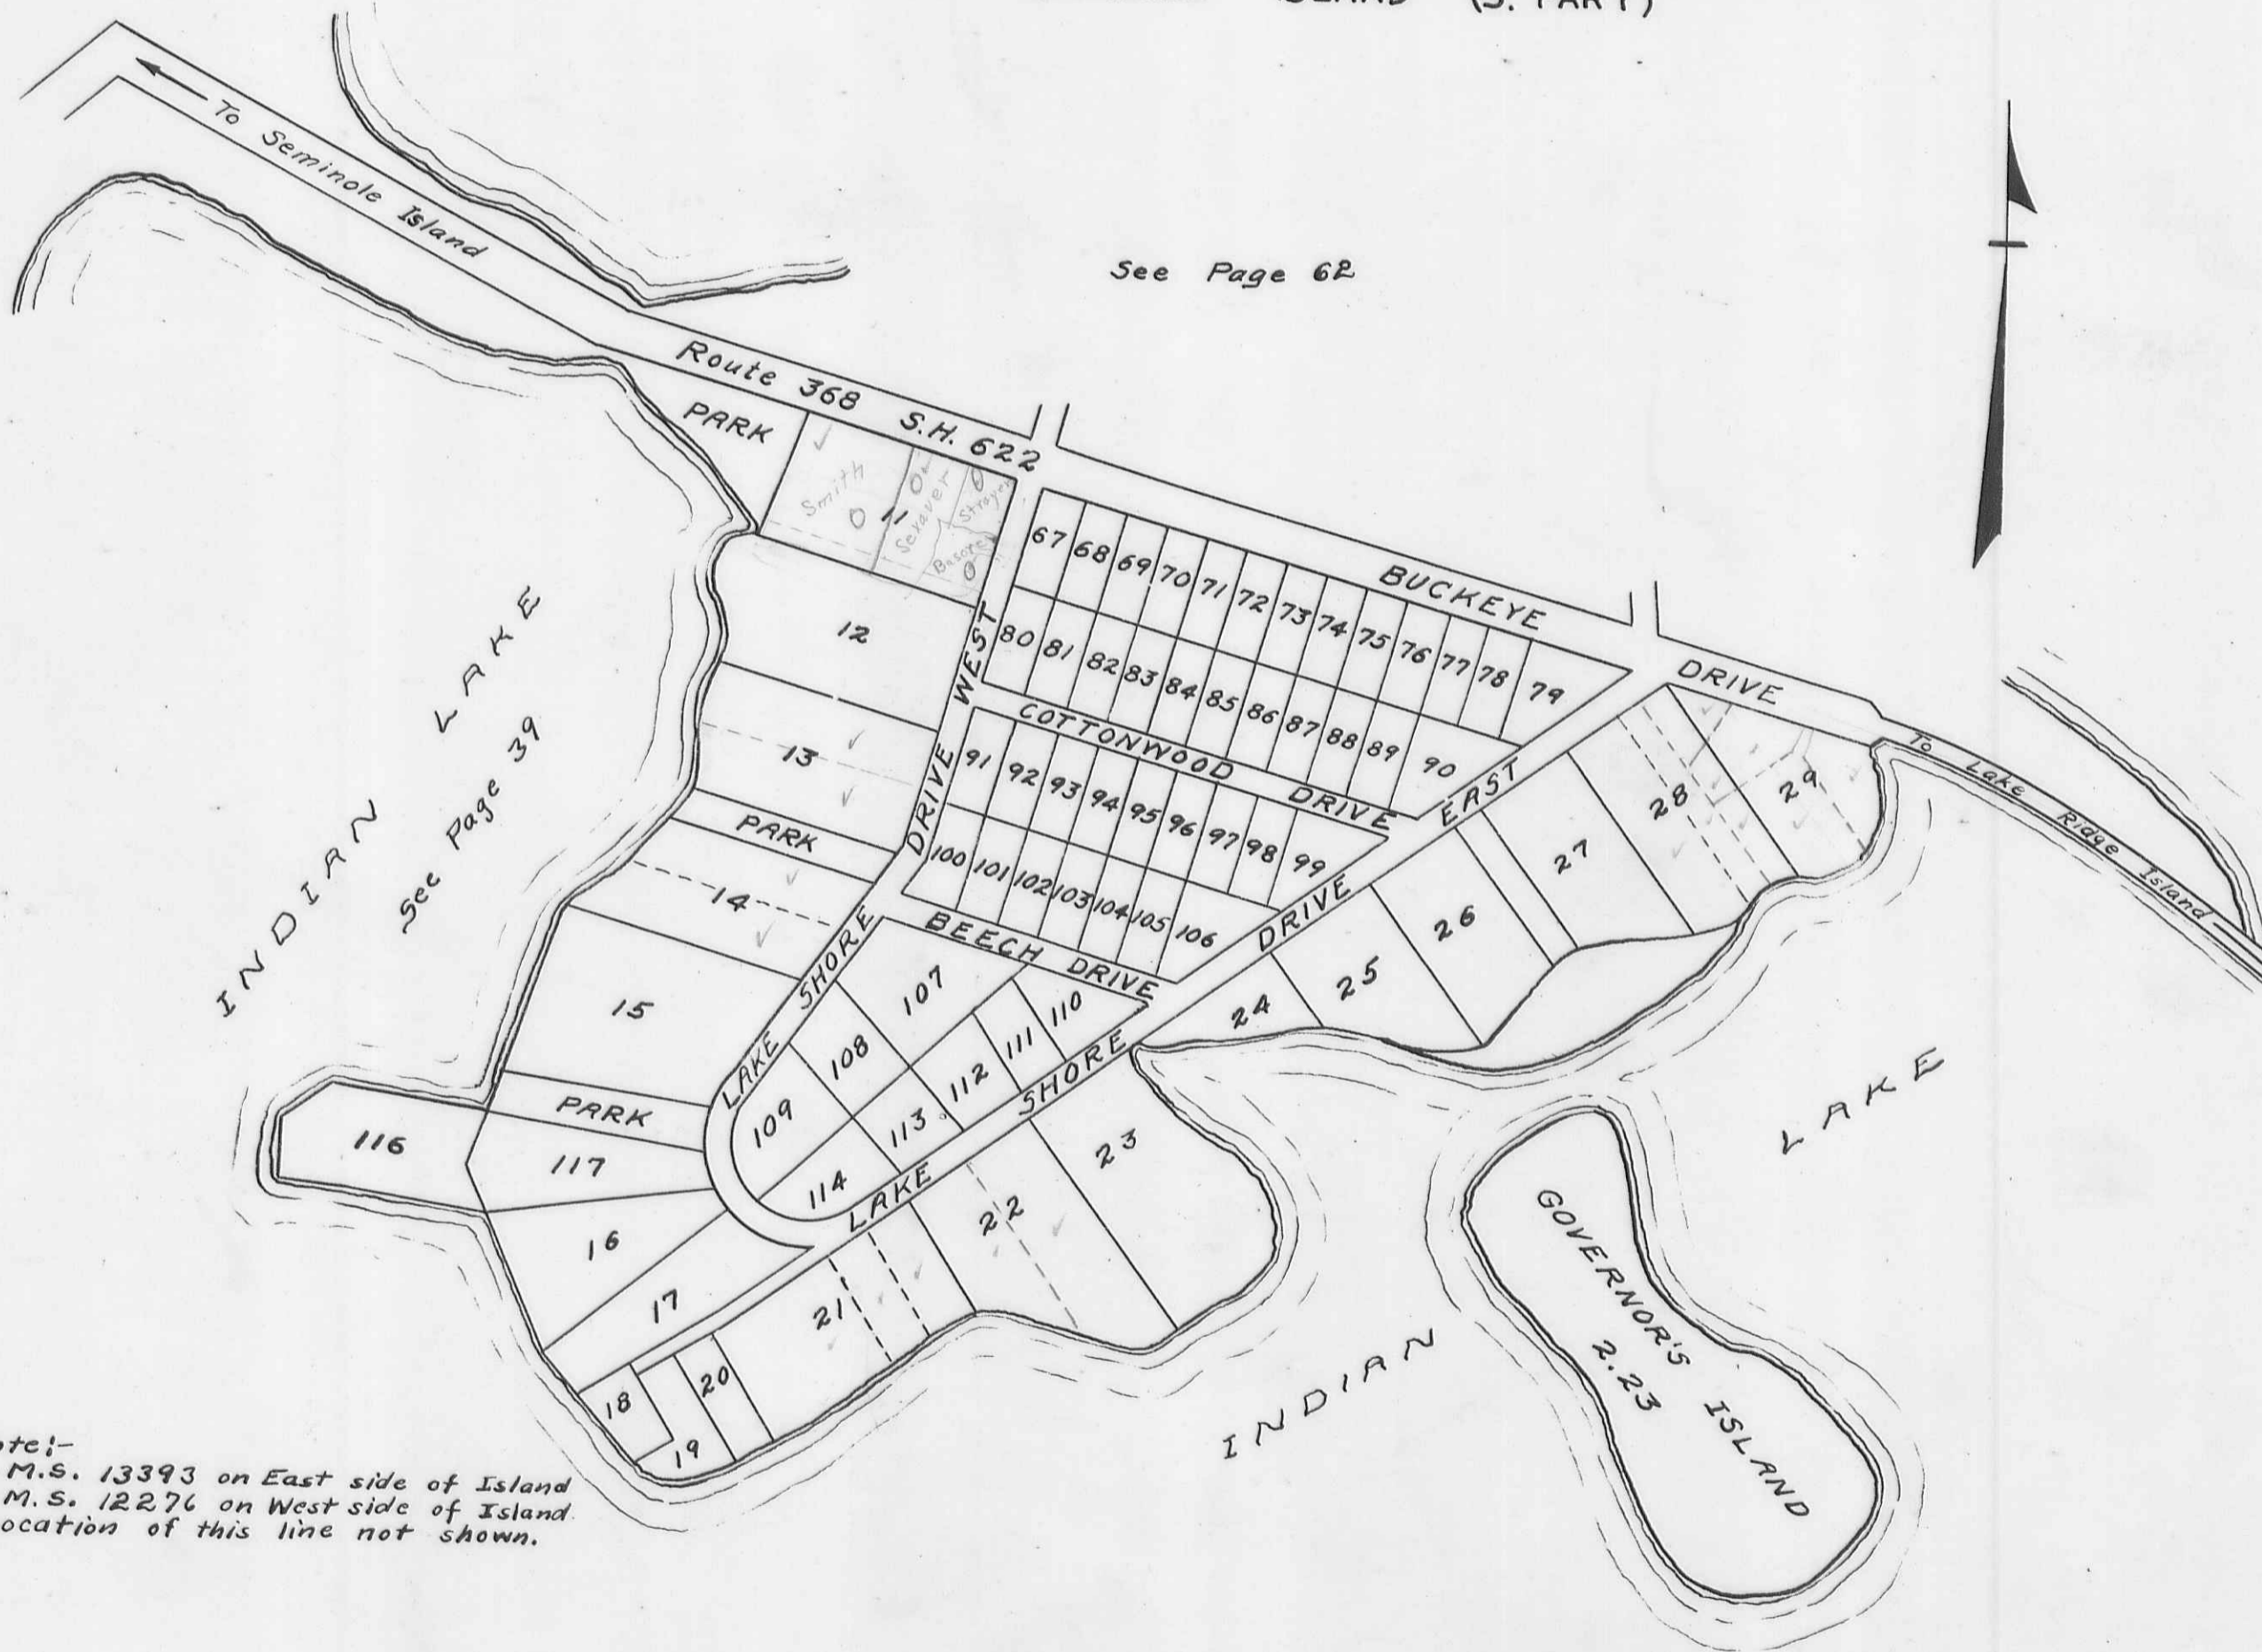 (S. PART)
To Seminole Island
See Page 62
Route 368 S.H. 622
PARK
Smith
11
Sexaver
Strayer
Basore
67 68 69 70 71 72 73 74 75 76 77 78 79
BUCKEYE DRIVE
80 81 82 83 84 85 86 87 88 89 90
12
13
PARK
14
15
PARK
COTTONWOOD DRIVE
91 92 93 94 95 96 97 98 99
100 101 102 103 104 105 106
BEECH DRIVE
LAKE SHORE DRIVE WEST
LAKE SHORE DRIVE EAST
107
108
109
110
111
112
113
114
116
117
16
17
18
19
20
21
22
23
24
25
26
27
28
29
To Lake Ridge Island
INDIAN LAKE
See Page 39
INDIAN LAKE
GOVERNOR'S ISLAND
2.23
M.S. 13393 on East side of Island
M.S. 12276 on West side of Island
of this line not shown.